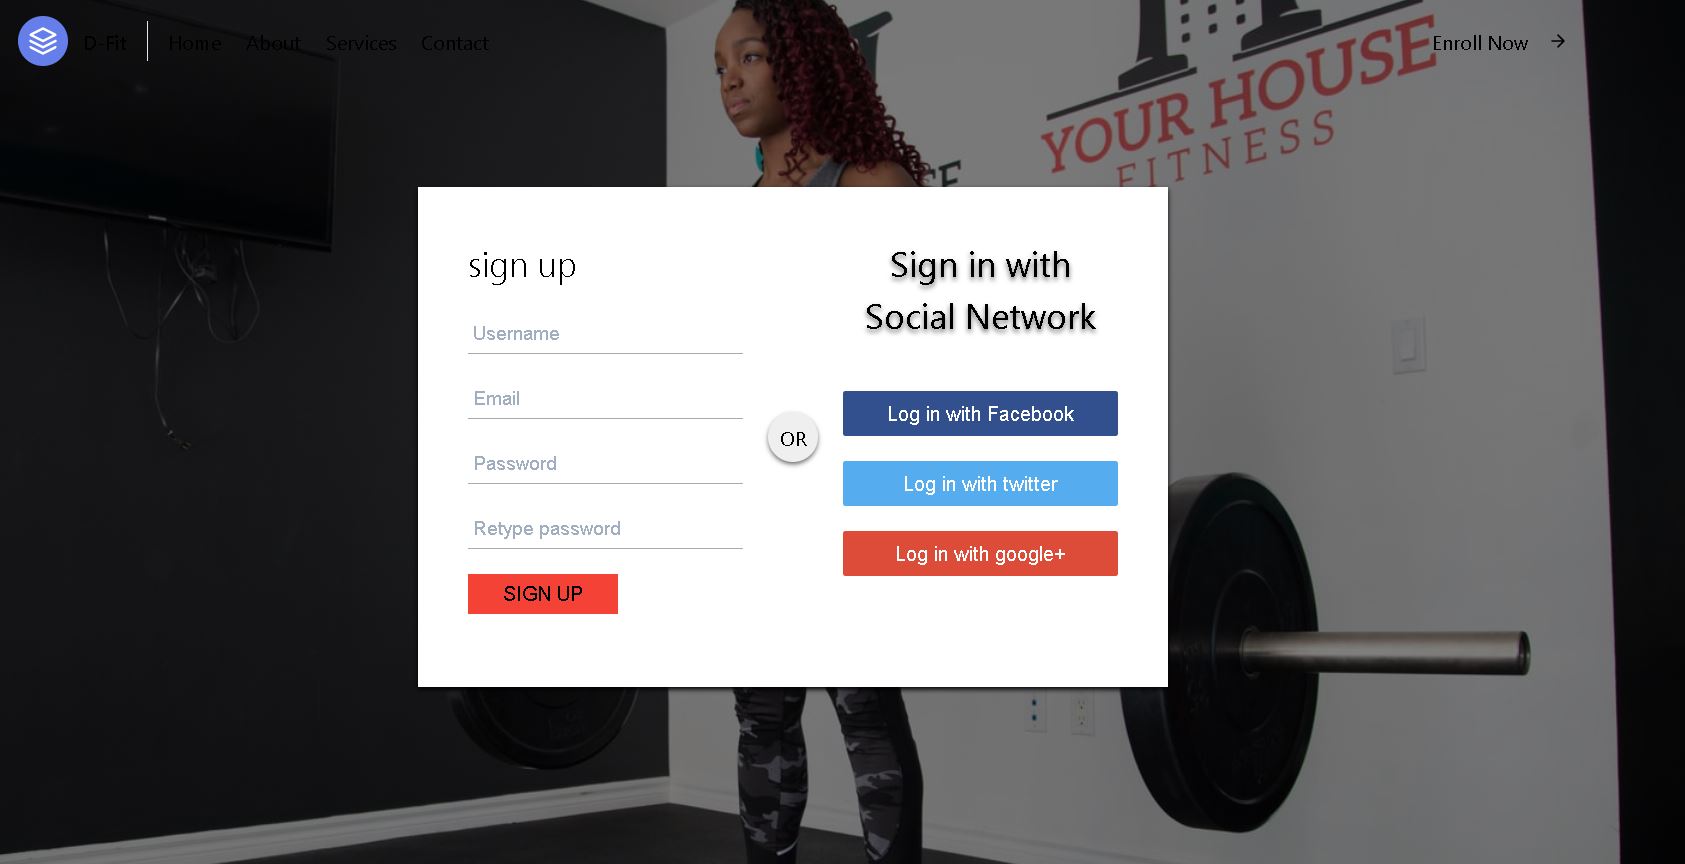 D-Fit Home About Services Contact Enroll Now →
YOUR HOUSE
FITNESS
sign up
Username
Email
Password
Retype password
SIGN UP
OR
Sign in with
Social Network
Log in with Facebook
Log in with twitter
Log in with google+